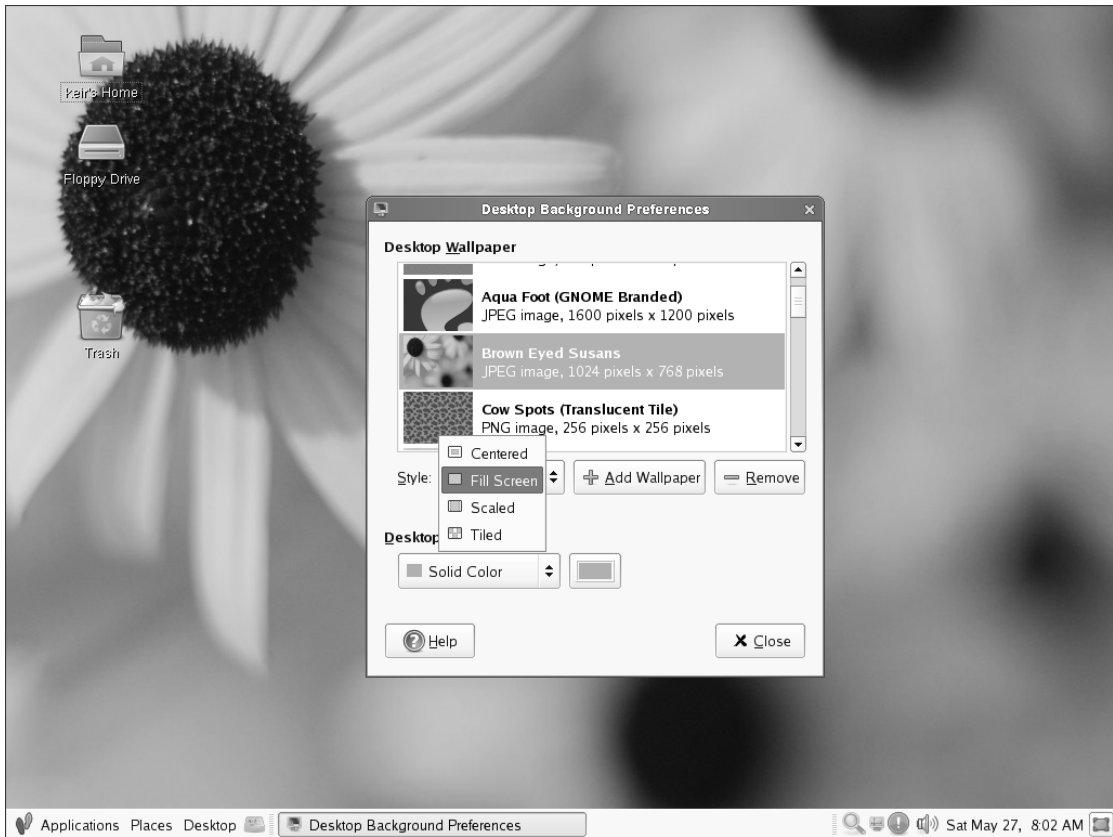 keir's Home
Floppy Drive
Trash
Desktop Background Preferences
Desktop Wallpaper
Aqua Foot (GNOME Branded)
JPEG image, 1600 pixels x 1200 pixels
Brown Eyed Susans
JPEG image, 1024 pixels x 768 pixels
Cow Spots (Translucent Tile)
PNG image, 256 pixels x 256 pixels
Style:
Centered
Fill Screen
Scaled
Tiled
Add Wallpaper
Remove
Desktop
Solid Color
Help
Close
Applications Places Desktop
Desktop Background Preferences
Sat May 27, 8:02 AM